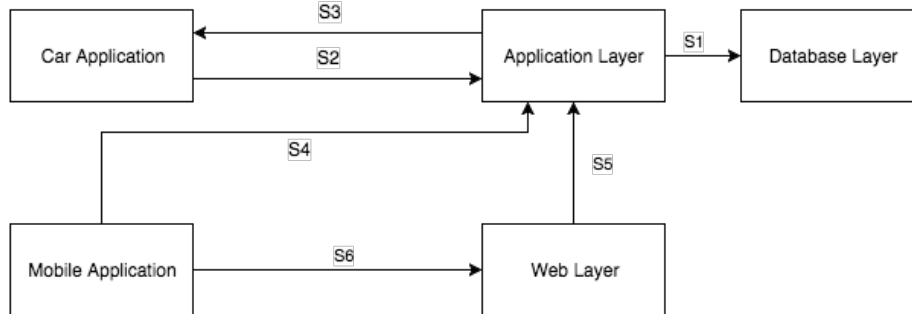 S3
Car Application
S2
Application Layer
S1
Database Layer
S4
S5
Mobile Application
S6
Web Layer